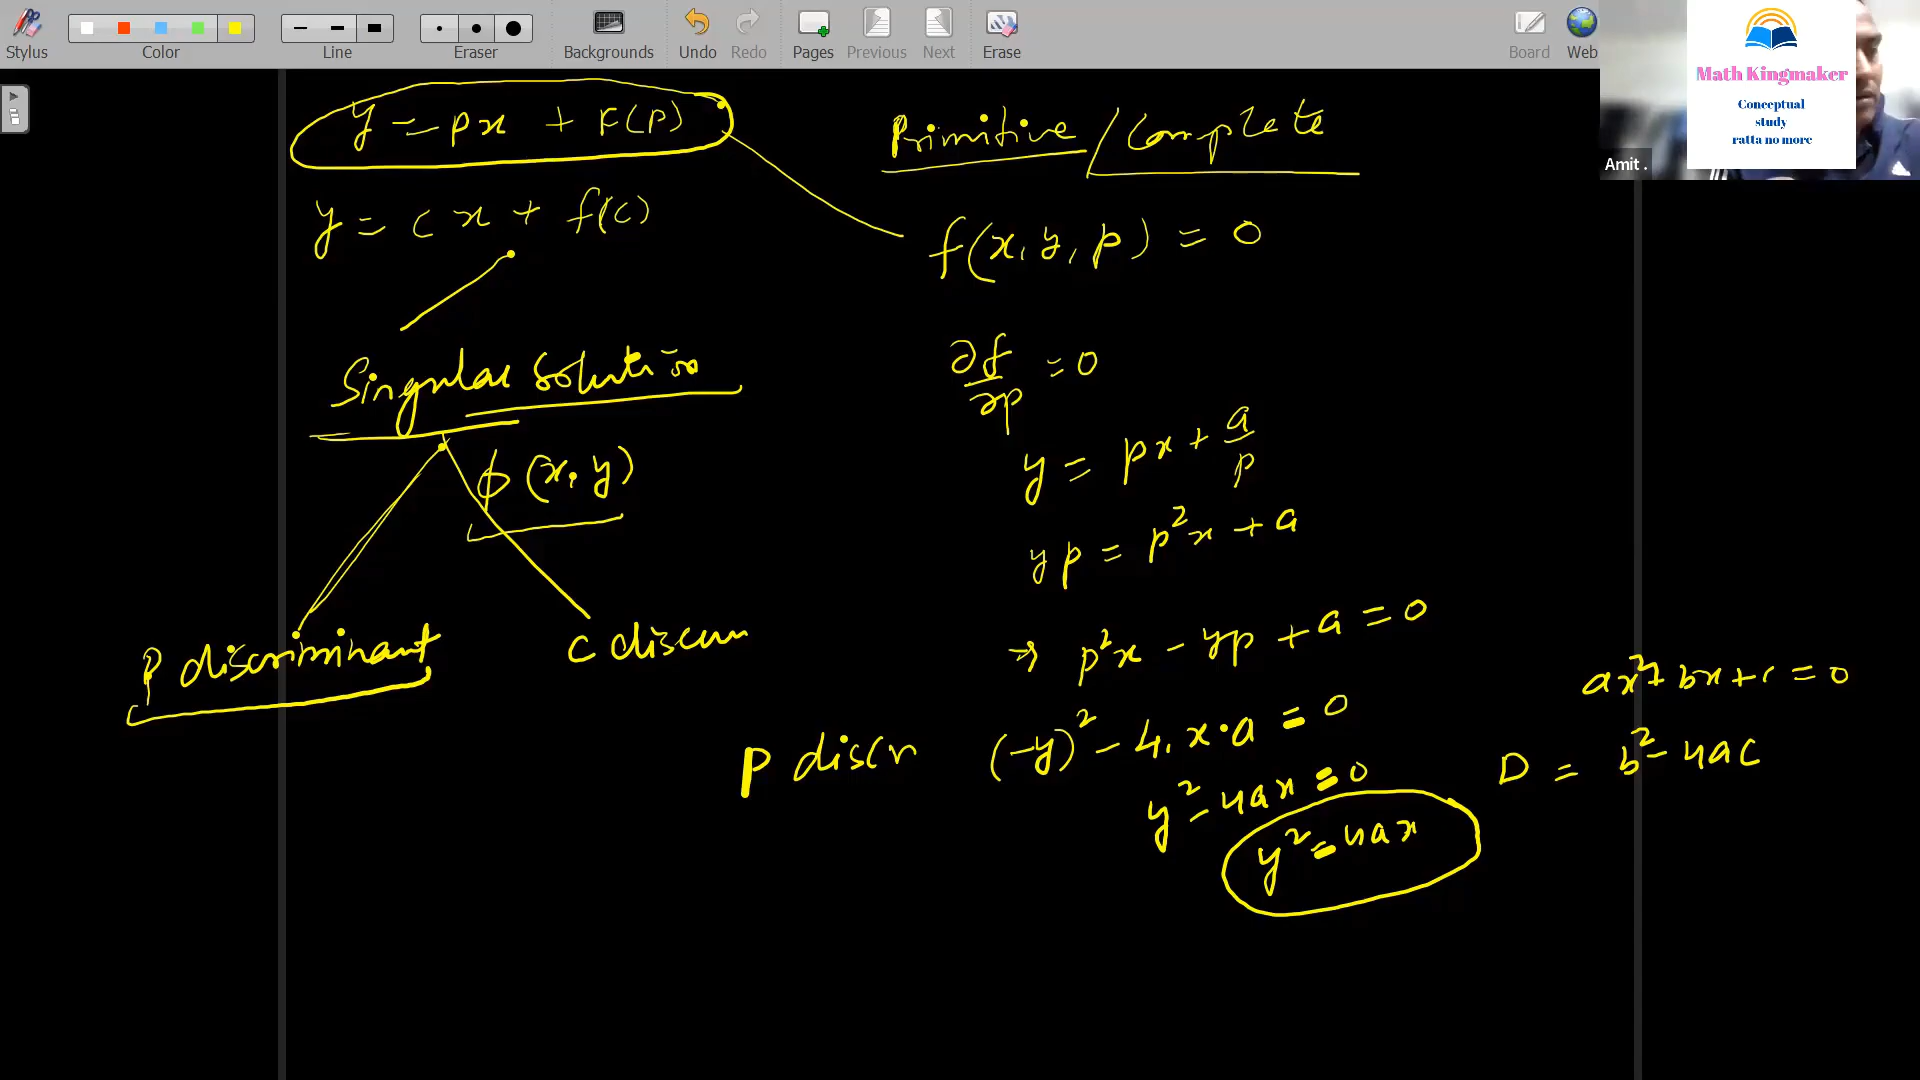 Stylus
Color
Line
Eraser
Backgrounds
Undo
Redo
Pages
Previous
Next
Erase
Board
Web
Math Kingmaker
Conceptual
study
ratta no more
Amit .
y = px + F(P)
y = cx + f(c)
Singular Solution
ϕ (x, y)
P discriminant
c discrm
Primitive / Complete
f(x, y, p) = 0
∂f/∂p = 0
y = px + a/p
yp = p²x + a
⇒ p²x - yp + a = 0
P discr (-y)² - 4.x.a = 0
y² - 4ax = 0
y² = 4ax
ax² + bx + c = 0
D = b² - 4ac